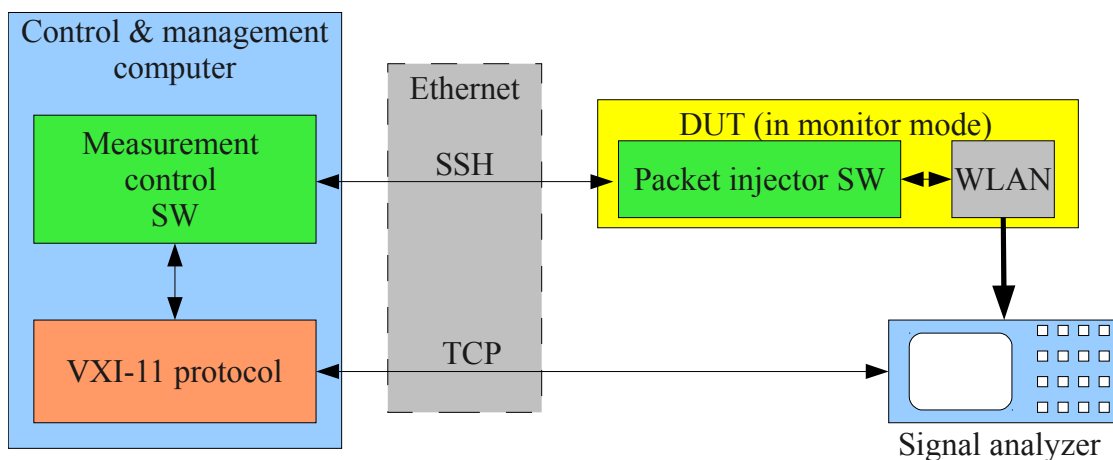 Control & management
computer
Measurement
control
SW
VXI-11 protocol
Ethernet
SSH
TCP
DUT (in monitor mode)
Packet injector SW
WLAN
Signal analyzer